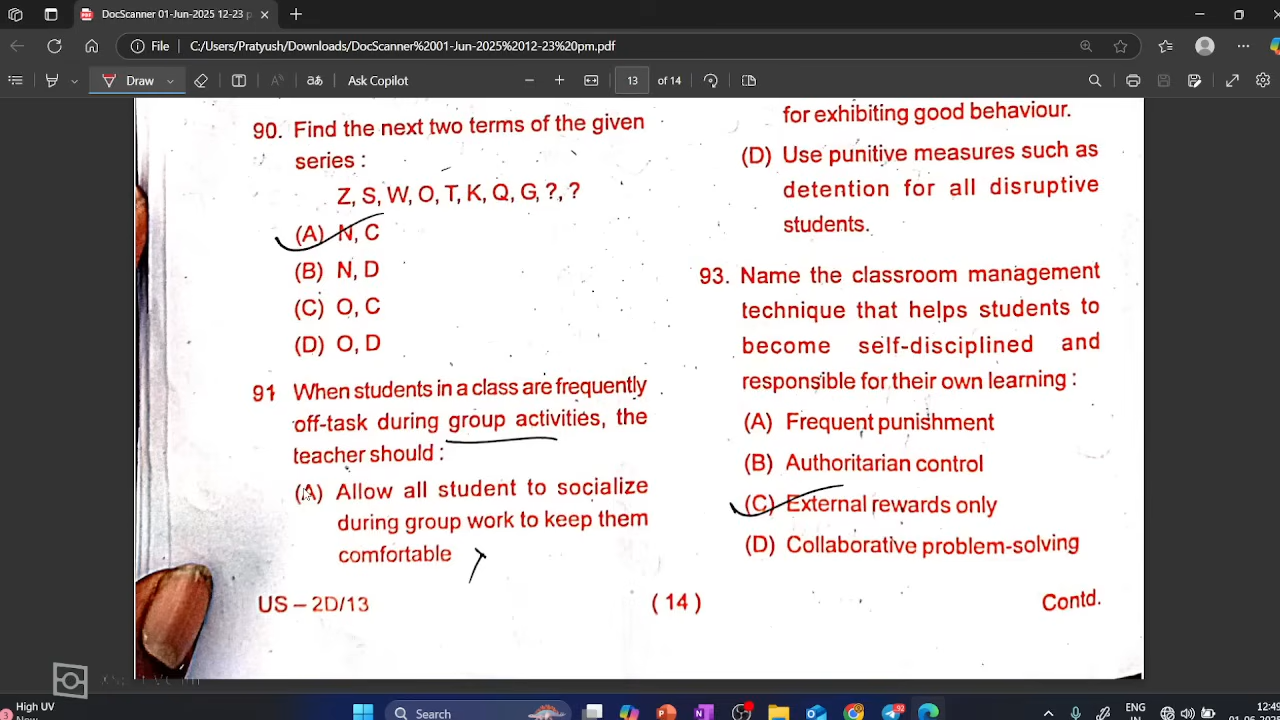 DocScanner 01-Jun-2025 12-23 p
File
C:/Users/Pratyush/Downloads/DocScanner%2001-Jun-2025%2012-23%20pm.pdf
Draw
Ask Copilot
13 of 14
90. Find the next two terms of the given
series :
Z, S, W, O, T, K, Q, G, ?, ?
(A) N, C
(B) N, D
(C) O, C
(D) O, D
91 When students in a class are frequently
off-task during group activities, the
teacher should :
(A) Allow all student to socialize
during group work to keep them
comfortable
US – 2D/13
for exhibiting good behaviour.
(D) Use punitive measures such as
detention for all disruptive
students.
93. Name the classroom management
technique that helps students to
become self-disciplined and
responsible for their own learning :
(A) Frequent punishment
(B) Authoritarian control
(C) External rewards only
(D) Collaborative problem-solving
( 14 )
Contd.
High UV
Now
Search
92
ENG
IN